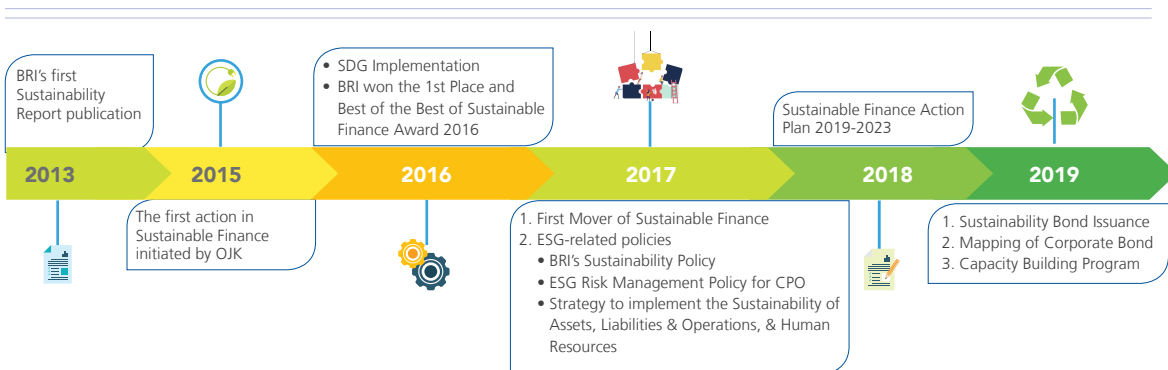 BRI's first
Sustainability
Report publication
2013
2015
The first action in
Sustainable Finance
initiated by OJK
• SDG Implementation
• BRI won the 1st Place and
Best of the Best of Sustainable
Finance Award 2016
2016
2017
1. First Mover of Sustainable Finance
2. ESG-related policies
• BRI's Sustainability Policy
• ESG Risk Management Policy for CPO
• Strategy to implement the Sustainability of
Assets, Liabilities & Operations, & Human
Resources
Sustainable Finance Action
Plan 2019-2023
2018
2019
1. Sustainability Bond Issuance
2. Mapping of Corporate Bond
3. Capacity Building Program